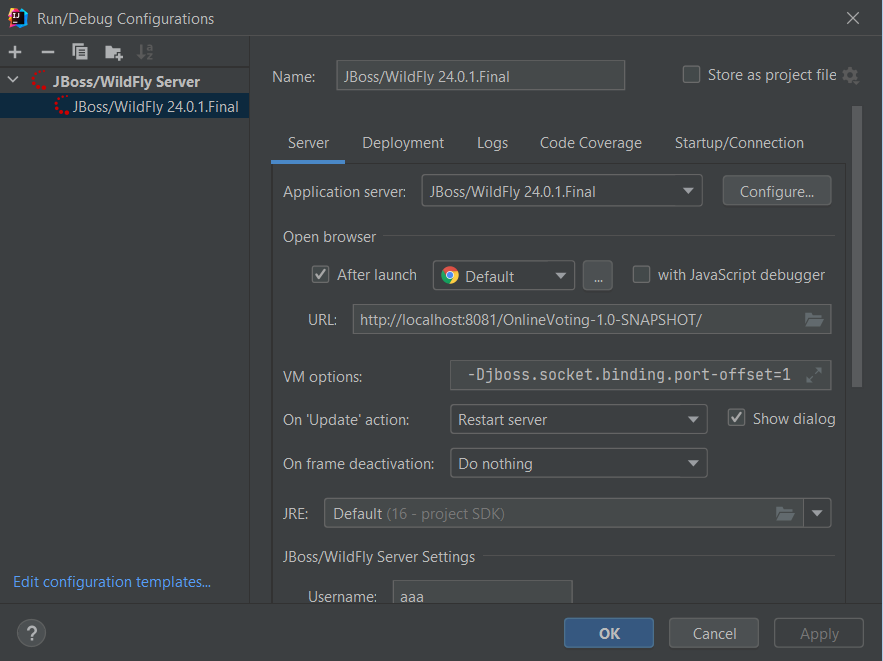 Run/Debug Configurations
JBoss/WildFly Server
JBoss/WildFly 24.0.1.Final
Edit configuration templates...
Name: JBoss/WildFly 24.0.1.Final Store as project file
Server Deployment Logs Code Coverage Startup/Connection
Application server: JBoss/WildFly 24.0.1.Final Configure...
Open browser
After launch Default ... with JavaScript debugger
URL: http://localhost:8081/OnlineVoting-1.0-SNAPSHOT/
VM options: -Djboss.socket.binding.port-offset=1
On 'Update' action: Restart server Show dialog
On frame deactivation: Do nothing
JRE: Default (16 - project SDK)
JBoss/WildFly Server Settings
Username: aaa
? OK Cancel Apply